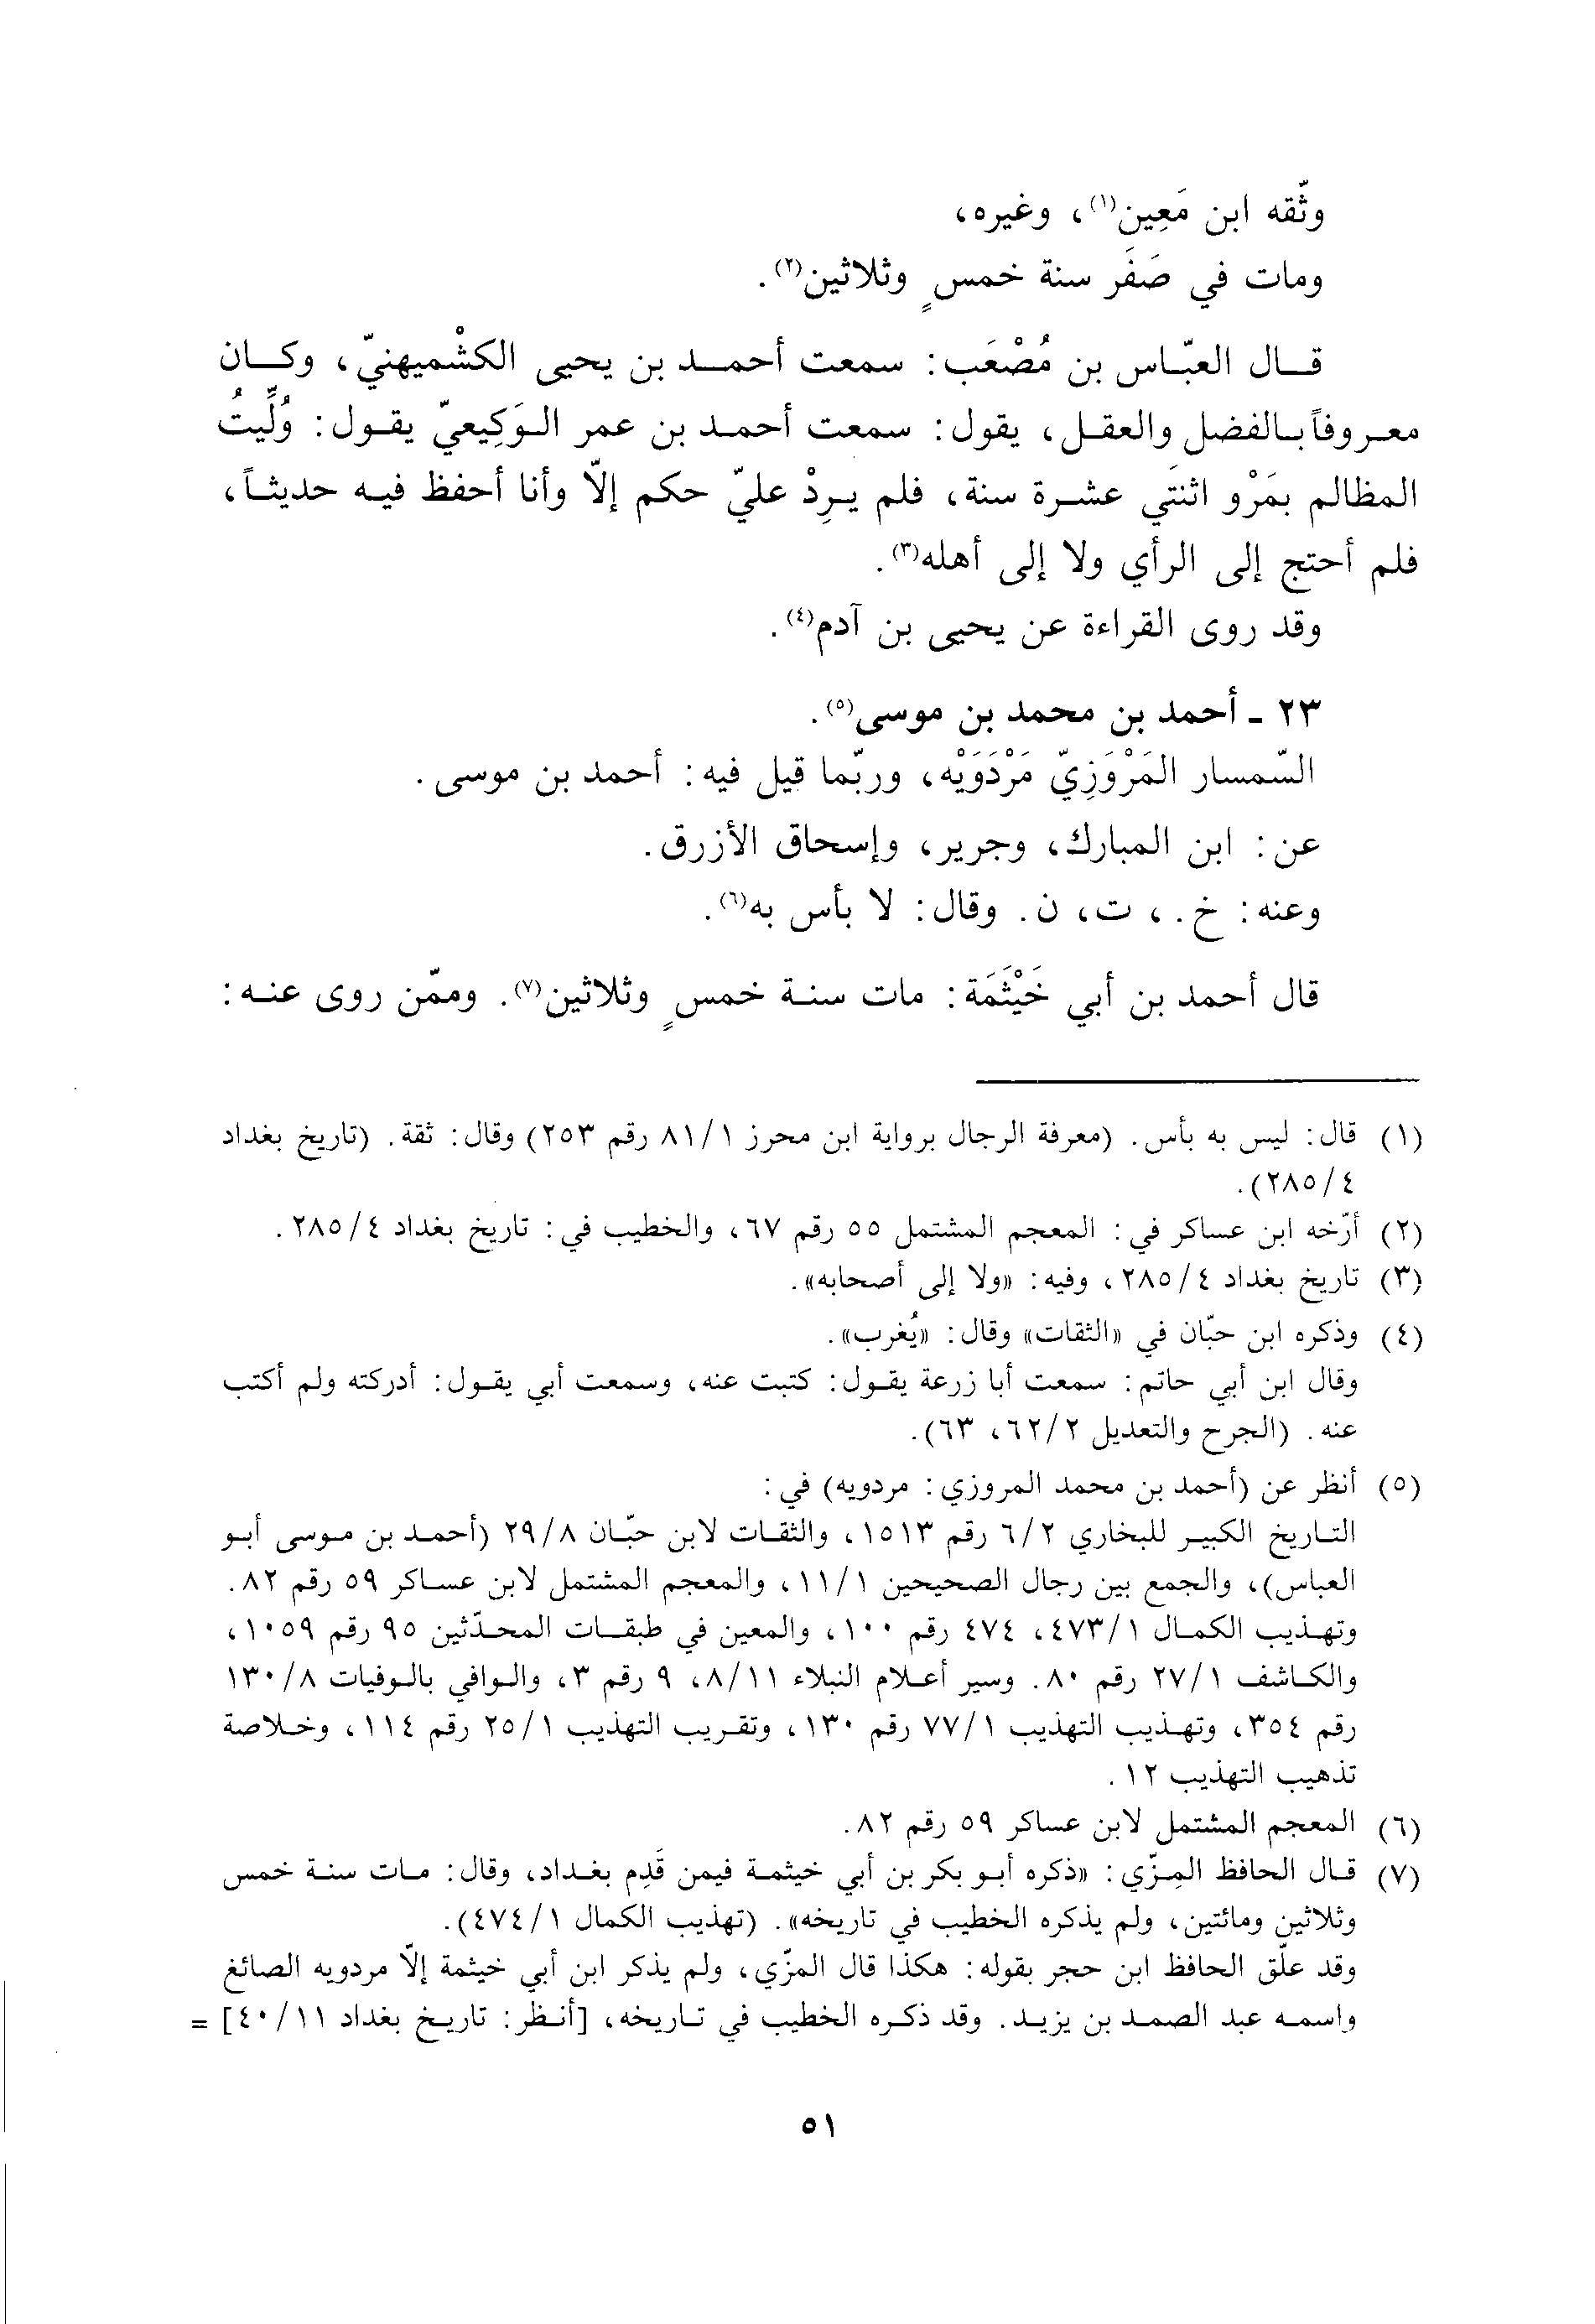 وثّقه ابن مَعِين(١)، وغيره،
ومات في صَفَر سنة خمسٍ وثلاثين(٢).
قال العبّاس بن مُصْعَب: سمعت أحمد بن يحيى الكشْميهنيّ، وكان
معروفاً بالفضل والعقل، يقول: سمعت أحمد بن عمر الوَكِيعيّ يقول: وُلِّيتُ
المظالم بمَرْو اثنتَي عشرة سنة، فلم يرِدْ عليّ حكم إلّا وأنا أحفظ فيه حديثاً،
فلم أحتج إلى الرأي ولا إلى أهله(٣).
وقد روى القراءة عن يحيى بن آدم(٤).
٢٣ - أحمد بن محمد بن موسى(٥).
السّمسار المَرْوَزِيّ مَرْدَوَيْه، وربّما قيل فيه: أحمد بن موسى.
عن: ابن المبارك، وجرير، وإسحاق الأزرق.
وعنه: خ.، ت، ن. وقال: لا بأس به(٦).
قال أحمد بن أبي خَيْثَمَة: مات سنة خمسٍ وثلاثين(٧). وممّن روى عنه:
(١) قال: ليس به بأس. (معرفة الرجال برواية ابن محرز ٨١/١ رقم ٢٥٣) وقال: ثقة. (تاريخ بغداد
٢٨٥/٤).
(٢) أرّخه ابن عساكر في: المعجم المشتمل ٥٥ رقم ٦٧، والخطيب في: تاريخ بغداد ٢٨٥/٤.
(٣) تاريخ بغداد ٢٨٥/٤، وفيه: «ولا إلى أصحابه».
(٤) وذكره ابن حبّان في «الثقات» وقال: «يُغرب».
وقال ابن أبي حاتم: سمعت أبا زرعة يقول: كتبت عنه، وسمعت أبي يقول: أدركته ولم أكتب
عنه. (الجرح والتعديل ٦٢/٢، ٦٣).
(٥) أنظر عن (أحمد بن محمد المروزي: مردويه) في:
التاريخ الكبير للبخاري ٦/٢ رقم ١٥١٣، والثقات لابن حبّان ٢٩/٨ (أحمد بن موسى أبو
العباس)، والجمع بين رجال الصحيحين ١١/١، والمعجم المشتمل لابن عساكر ٥٩ رقم ٨٢.
وتهذيب الكمال ٤٧٣/١، ٤٧٤ رقم ١٠٠، والمعين في طبقات المحدّثين ٩٥ رقم ١٠٥٩،
والكاشف ٢٧/١ رقم ٨٠. وسير أعلام النبلاء ٨/١١، ٩ رقم ٣، والوافي بالوفيات ١٣٠/٨
رقم ٣٥٤، وتهذيب التهذيب ٧٧/١ رقم ١٣٠، وتقريب التهذيب ٢٥/١ رقم ١١٤، وخلاصة
تذهيب التهذيب ١٢.
(٦) المعجم المشتمل لابن عساكر ٥٩ رقم ٨٢.
(٧) قال الحافظ المِزّي: «ذكره أبو بكر بن أبي خيثمة فيمن قَدِم بغداد، وقال: مات سنة خمس
وثلاثين ومائتين، ولم يذكره الخطيب في تاريخه». (تهذيب الكمال ٤٧٤/١).
وقد علّق الحافظ ابن حجر بقوله: هكذا قال المزّي، ولم يذكر ابن أبي خيثمة إلّا مردويه الصائغ
واسمه عبد الصمد بن يزيد. وقد ذكره الخطيب في تاريخه، [أنظر: تاريخ بغداد ٤٠/١١] =
٥١